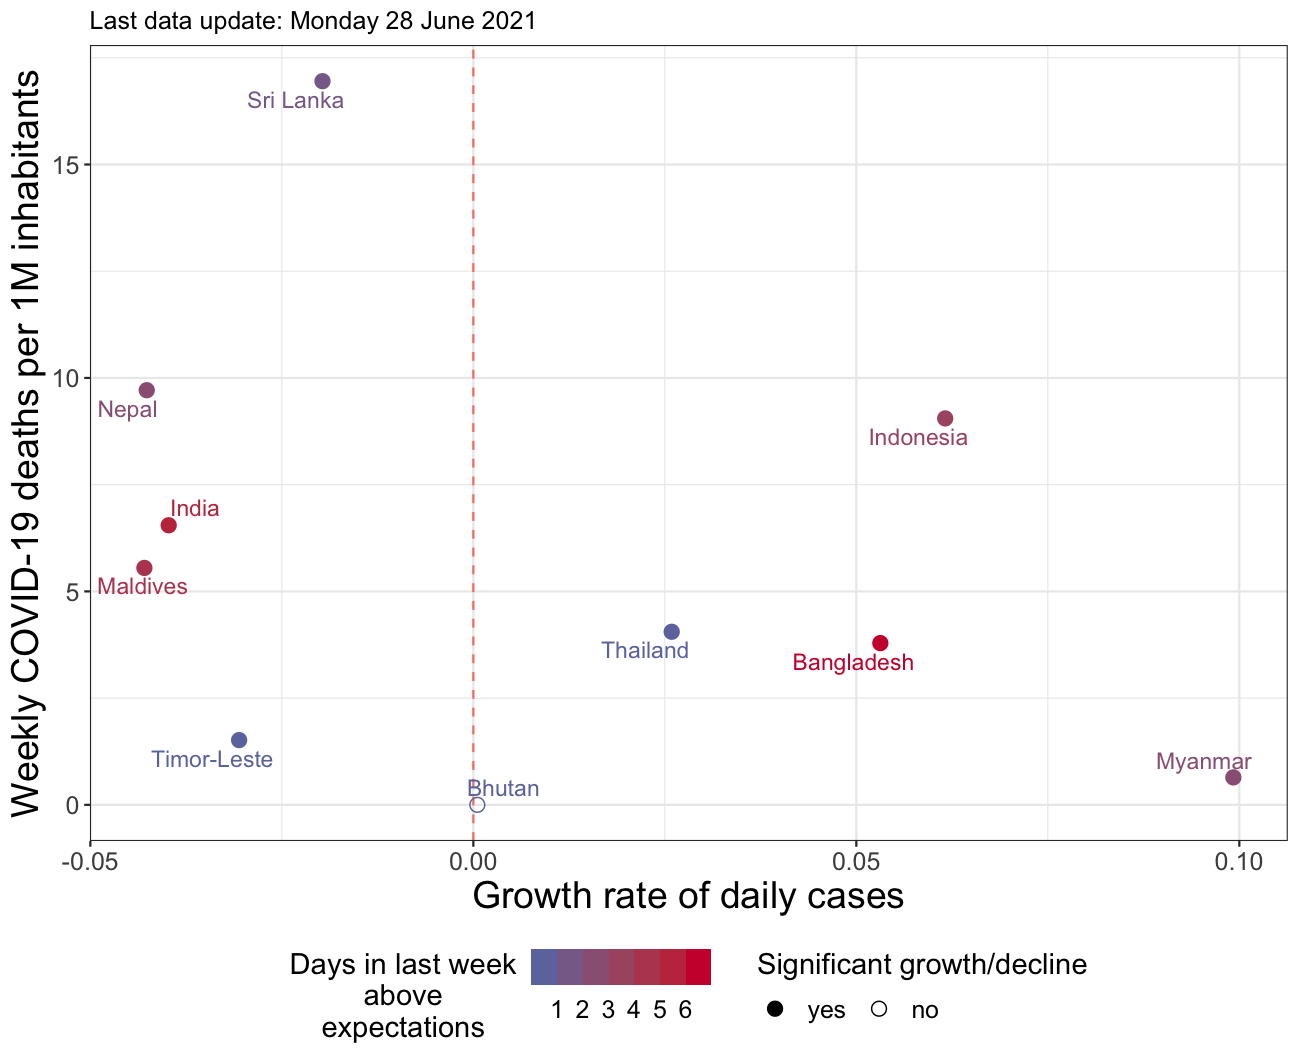 Last data update: Monday 28 June 2021
Weekly COVID-19 deaths per 1M inhabitants
15
10
5
0
Sri Lanka
Nepal
Indonesia
India
Maldives
Thailand
Bangladesh
Timor-Leste
Myanmar
Bhutan
-0.05 0.00 0.05 0.10
Growth rate of daily cases
Days in last week
above
expectations
1 2 3 4 5 6
Significant growth/decline
yes no